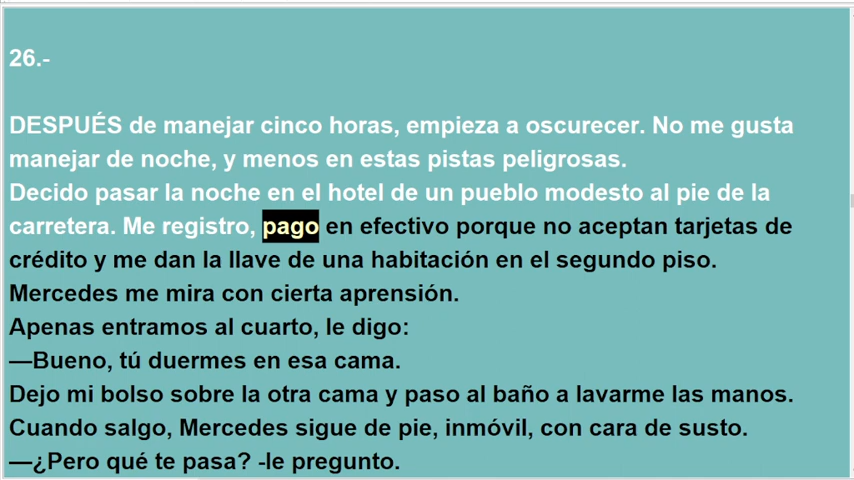 26.-
DESPUÉS de manejar cinco horas, empieza a oscurecer. No me gusta
manejar de noche, y menos en estas pistas peligrosas.
Decido pasar la noche en el hotel de un pueblo modesto al pie de la
carretera. Me registro, pago en efectivo porque no aceptan tarjetas de
crédito y me dan la llave de una habitación en el segundo piso.
Mercedes me mira con cierta aprensión.
Apenas entramos al cuarto, le digo:
—Bueno, tú duermes en esa cama.
Dejo mi bolso sobre la otra cama y paso al baño a lavarme las manos.
Cuando salgo, Mercedes sigue de pie, inmóvil, con cara de susto.
—¿Pero qué te pasa? -le pregunto.